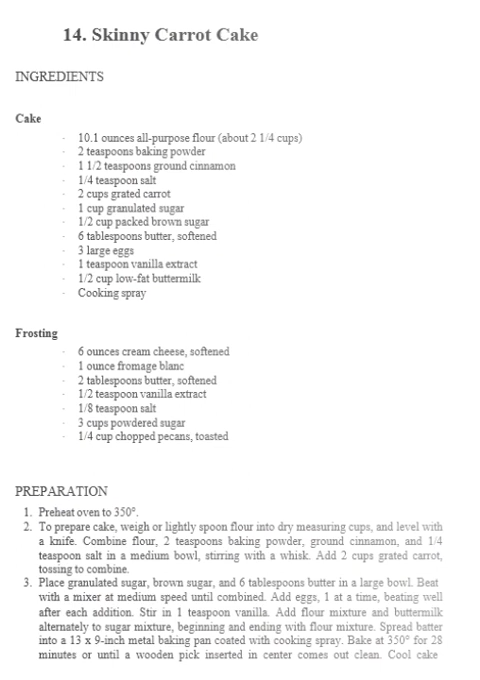 14. Skinny Carrot Cake
INGREDIENTS
Cake
· 10.1 ounces all-purpose flour (about 2 1/4 cups)
· 2 teaspoons baking powder
· 1 1/2 teaspoons ground cinnamon
· 1/4 teaspoon salt
· 2 cups grated carrot
· 1 cup granulated sugar
· 1/2 cup packed brown sugar
· 6 tablespoons butter, softened
· 3 large eggs
· 1 teaspoon vanilla extract
· 1/2 cup low-fat buttermilk
· Cooking spray
Frosting
· 6 ounces cream cheese, softened
· 1 ounce fromage blanc
· 2 tablespoons butter, softened
· 1/2 teaspoon vanilla extract
· 1/8 teaspoon salt
· 3 cups powdered sugar
· 1/4 cup chopped pecans, toasted
PREPARATION
1. Preheat oven to 350°.
2. To prepare cake, weigh or lightly spoon flour into dry measuring cups, and level with
a knife. Combine flour, 2 teaspoons baking powder, ground cinnamon, and 1/4
teaspoon salt in a medium bowl, stirring with a whisk. Add 2 cups grated carrot,
tossing to combine.
3. Place granulated sugar, brown sugar, and 6 tablespoons butter in a large bowl. Beat
with a mixer at medium speed until combined. Add eggs, 1 at a time, beating well
after each addition. Stir in 1 teaspoon vanilla. Add flour mixture and buttermilk
alternately to sugar mixture, beginning and ending with flour mixture. Spread batter
into a 13 x 9-inch metal baking pan coated with cooking spray. Bake at 350° for 28
minutes or until a wooden pick inserted in center comes out clean. Cool cake